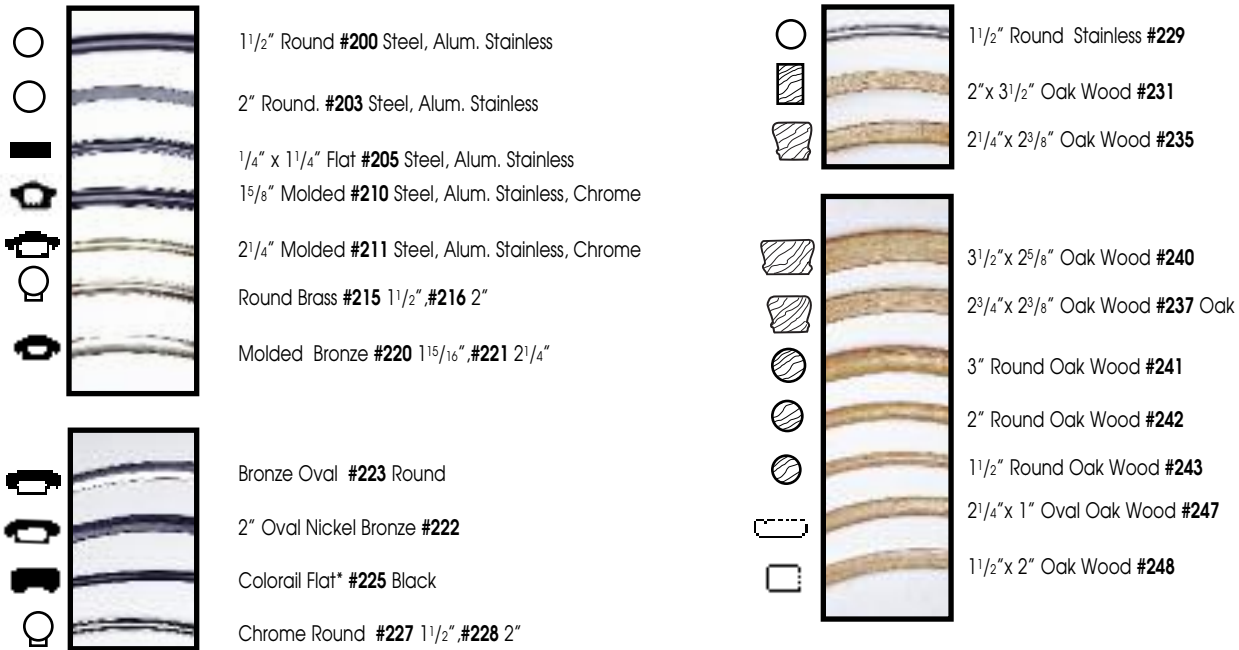 1 1/2” Round #200 Steel, Alum. Stainless
2” Round. #203 Steel, Alum. Stainless
1/4” x 1 1/4” Flat #205 Steel, Alum. Stainless
1 5/8” Molded #210 Steel, Alum. Stainless, Chrome
2 1/4” Molded #211 Steel, Alum. Stainless, Chrome
Round Brass #215 1 1/2”,#216 2”
Molded Bronze #220 1 15/16”,#221 2 1/4”
Bronze Oval #223 Round
2” Oval Nickel Bronze #222
Colorail Flat* #225 Black
Chrome Round #227 1 1/2”,#228 2”
1 1/2” Round Stainless #229
2”x 3 1/2” Oak Wood #231
2 1/4”x 2 3/8” Oak Wood #235
3 1/2”x 2 5/8” Oak Wood #240
2 3/4”x 2 3/8” Oak Wood #237 Oak
3” Round Oak Wood #241
2” Round Oak Wood #242
1 1/2” Round Oak Wood #243
2 1/4”x 1” Oval Oak Wood #247
1 1/2”x 2” Oak Wood #248